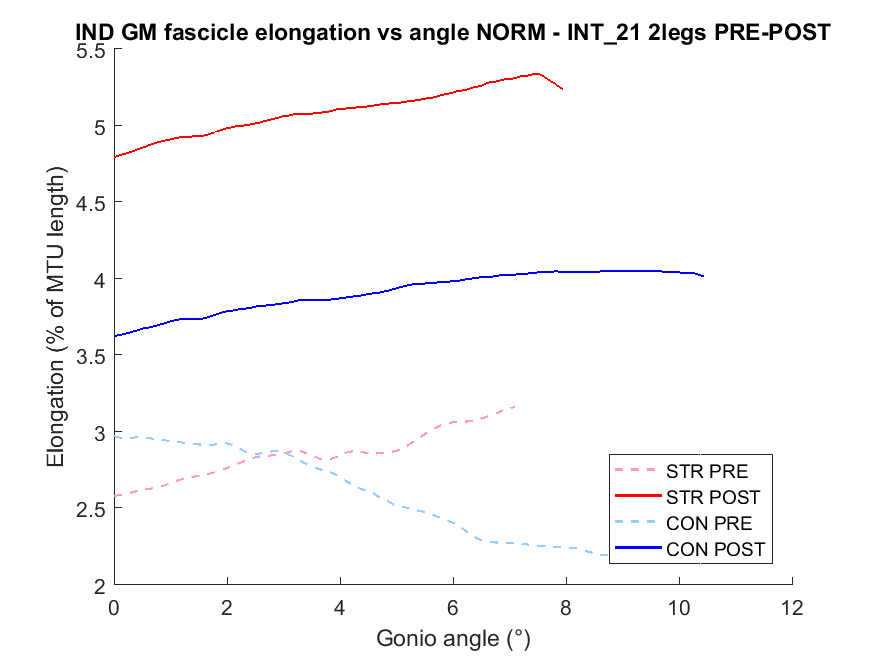 IND GM fascicle elongation vs angle NORM - INT_21 2legs PRE-POST
5.5
5
4.5
4
3.5
3
2.5
2
Elongation (% of MTU length)
0 2 4 6 8 10 12
Gonio angle (°)
STR PRE
STR POST
CON PRE
CON POST